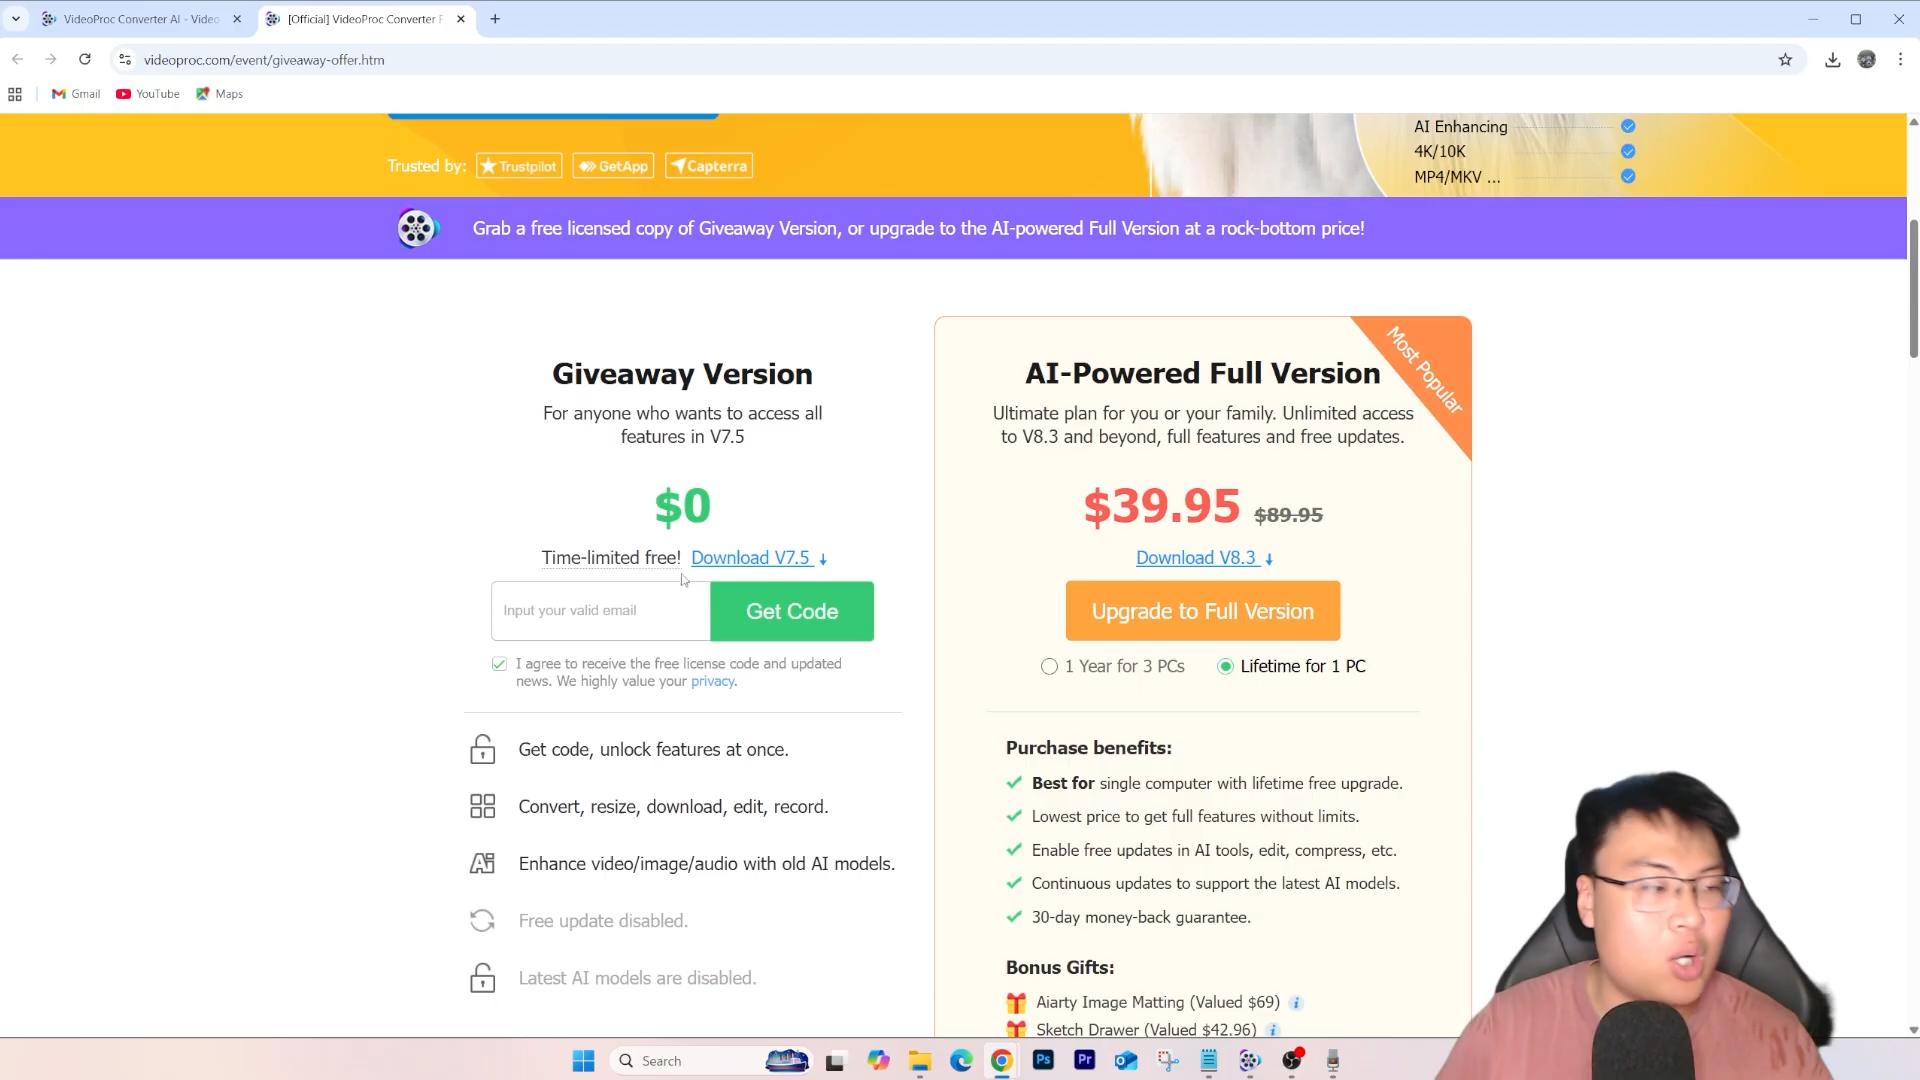 VideoProc Converter AI - Video
[Official] VideoProc Converter F
videoproc.com/event/giveaway-offer.htm
Gmail
YouTube
Maps
AI Enhancing
4K/10K
MP4/MKV ...
Trusted by:
Trustpilot
GetApp
Capterra
Grab a free licensed copy of Giveaway Version, or upgrade to the AI-powered Full Version at a rock-bottom price!
Giveaway Version
For anyone who wants to access all
features in V7.5
$0
Time-limited free! Download V7.5
Input your valid email
Get Code
I agree to receive the free license code and updated
news. We highly value your privacy.
Get code, unlock features at once.
Convert, resize, download, edit, record.
Enhance video/image/audio with old AI models.
Free update disabled.
Latest AI models are disabled.
Most Popular
AI-Powered Full Version
Ultimate plan for you or your family. Unlimited access
to V8.3 and beyond, full features and free updates.
$39.95 $89.95
Download V8.3
Upgrade to Full Version
1 Year for 3 PCs
Lifetime for 1 PC
Purchase benefits:
Best for single computer with lifetime free upgrade.
Lowest price to get full features without limits.
Enable free updates in AI tools, edit, compress, etc.
Continuous updates to support the latest AI models.
30-day money-back guarantee.
Bonus Gifts:
Aiarty Image Matting (Valued $69)
Sketch Drawer (Valued $42.96)
Search
Ps
Pr